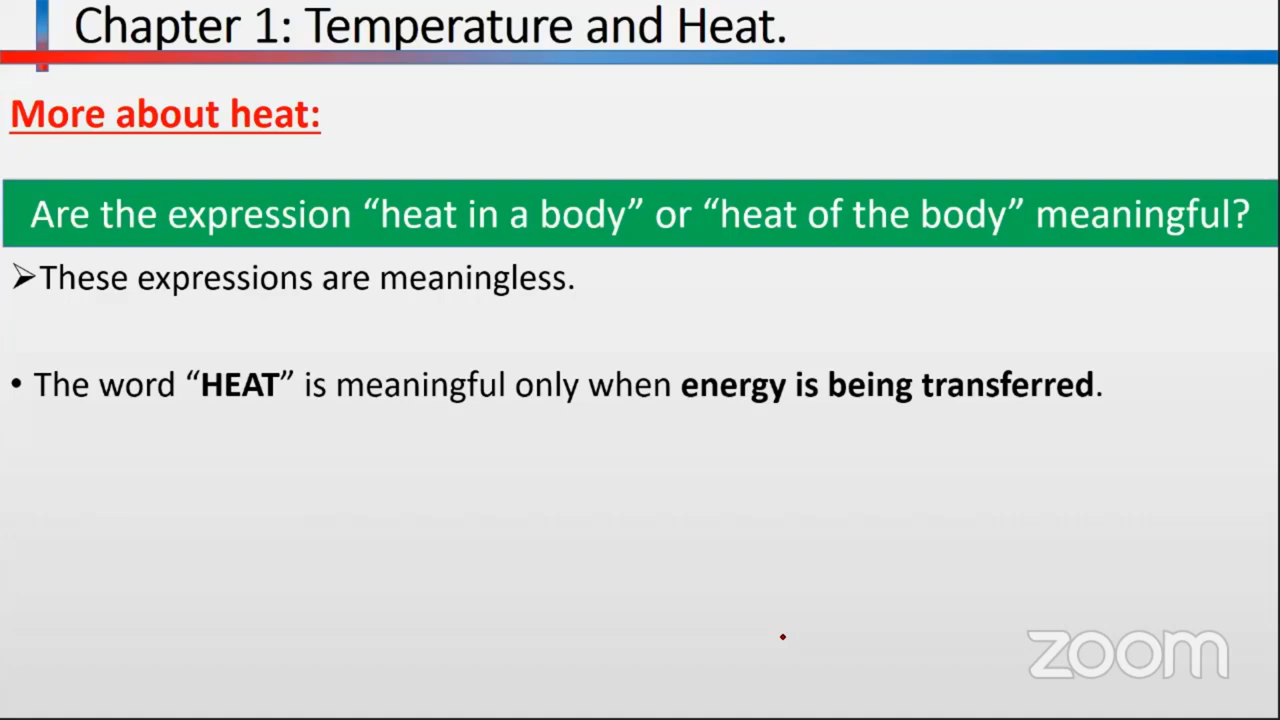 Chapter 1: Temperature and Heat.
More about heat:
Are the expression “heat in a body” or “heat of the body” meaningful?
➢These expressions are meaningless.
• The word “HEAT” is meaningful only when energy is being transferred.
zoom